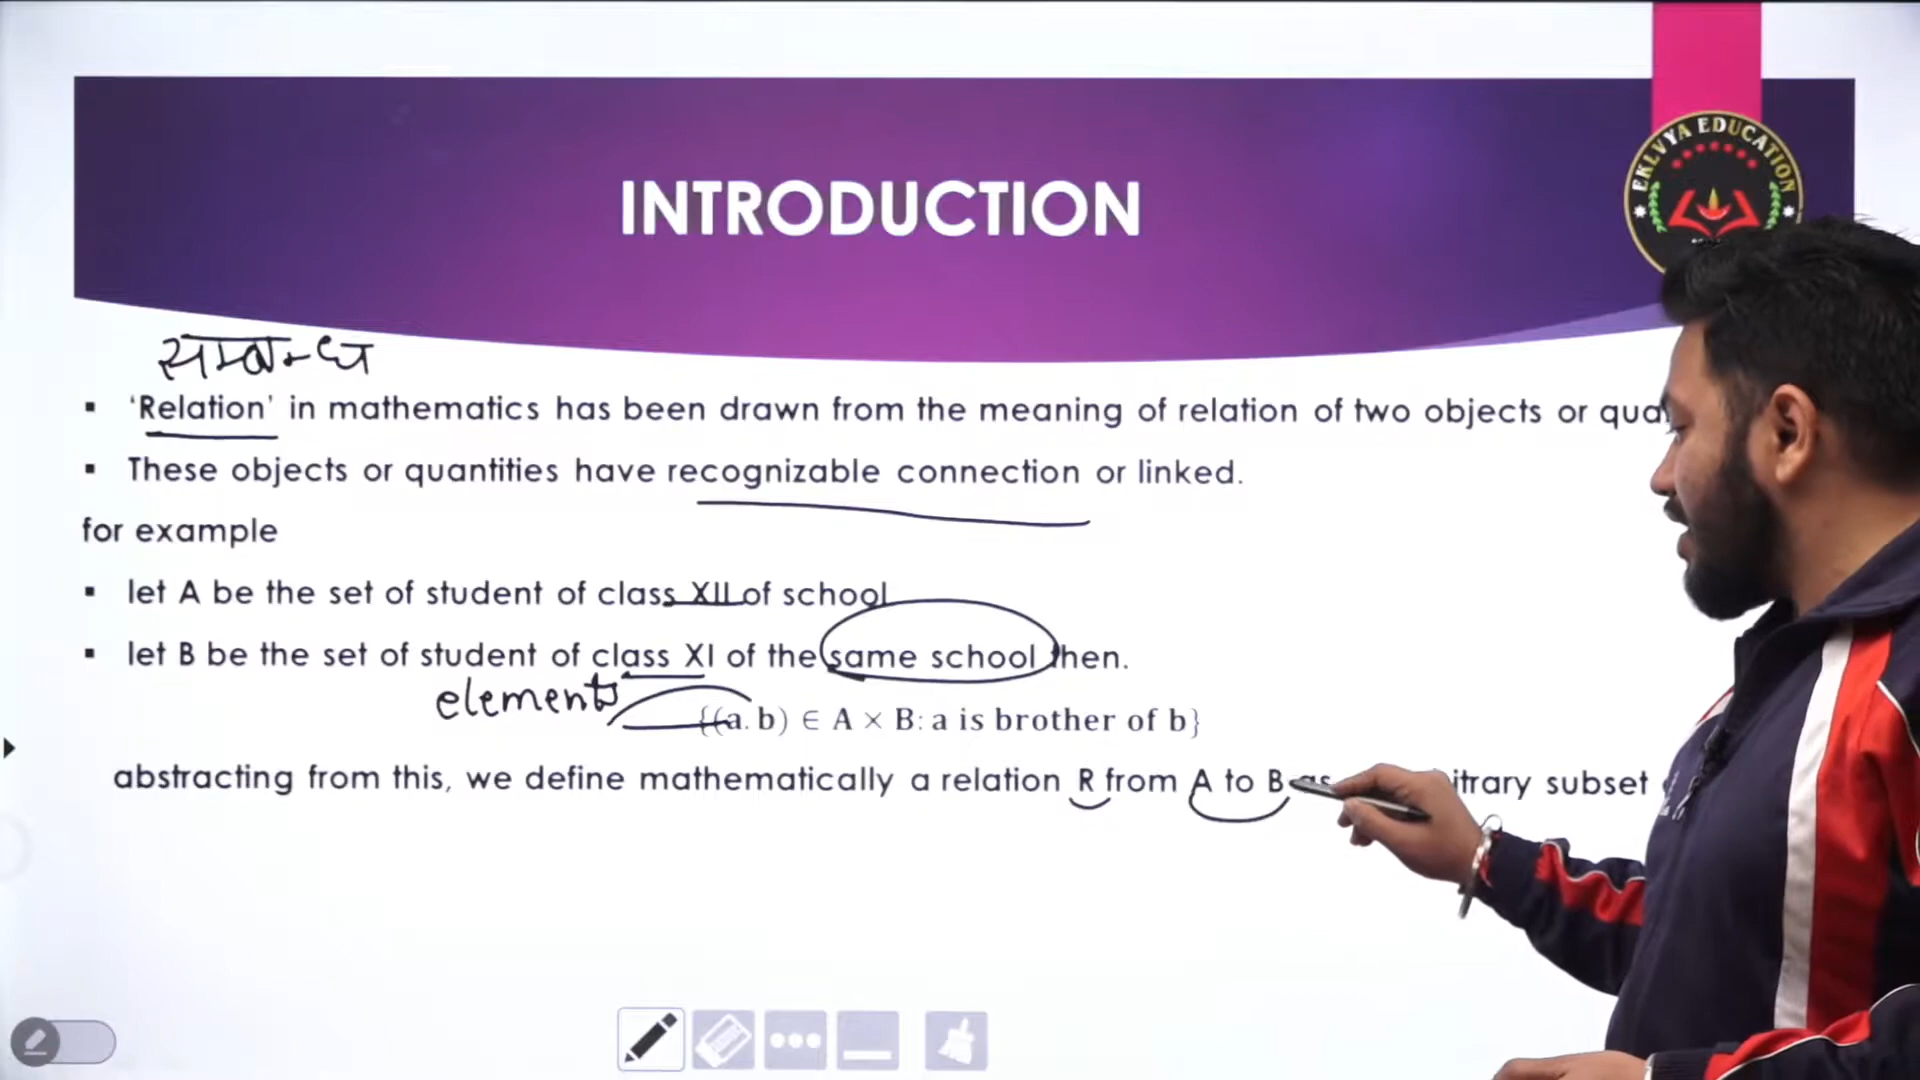 EKLVYA EDUCATION
INTRODUCTION
सम्बन्ध
▪ ‘Relation’ in mathematics has been drawn from the meaning of relation of two objects or
▪ These objects or quantities have recognizable connection or linked.
for example
▪ let A be the set of student of class XII of school
▪ let B be the set of student of class XI of the same school then.
elements
{(a. b) ∈ A × B: a is brother of b}
abstracting from this, we define mathematically a relation R from A to B as subset